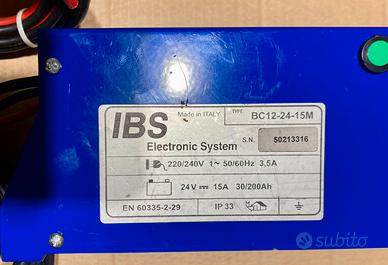 IBS
Made in ITALY
TYPE
BC12-24-15M
Electronic System
S.N.
50213316
220/240V 1~ 50/60Hz 3,5A
24V 15A 30/200Ah
EN 60335-2-29
IP 33
subito